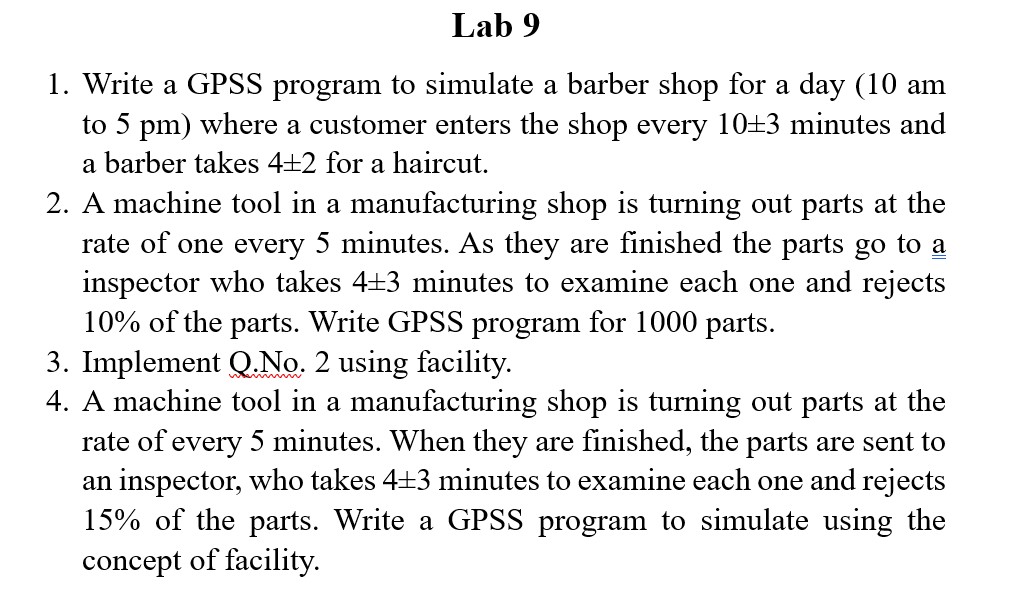 Lab 9
1. Write a GPSS program to simulate a barber shop for a day (10 am
to 5 pm) where a customer enters the shop every 10±3 minutes and
a barber takes 4±2 for a haircut.
2. A machine tool in a manufacturing shop is turning out parts at the
rate of one every 5 minutes. As they are finished the parts go to a
inspector who takes 4±3 minutes to examine each one and rejects
10% of the parts. Write GPSS program for 1000 parts.
3. Implement Q.No. 2 using facility.
4. A machine tool in a manufacturing shop is turning out parts at the
rate of every 5 minutes. When they are finished, the parts are sent to
an inspector, who takes 4±3 minutes to examine each one and rejects
15% of the parts. Write a GPSS program to simulate using the
concept of facility.